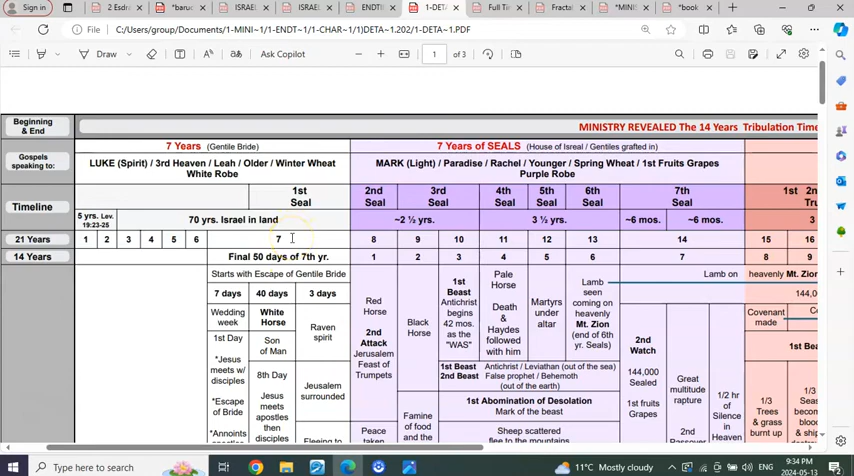 Sign in
2 Esdra
*baruc
ISRAEL
ISRAEL
ENDTIN
1-DETA
Full Tim
Fractal
*MINIS
*book
File
C:/Users/group/Documents/1-MINI~1/1-ENDT~1/1-CHAR~1/1)DETA~1.202/1-DETA~1.PDF
Draw
Ask Copilot
1 of 3
Beginning & End
MINISTRY REVEALED The 14 Years Tribulation Time
Gospels speaking to:
7 Years (Gentile Bride)
LUKE (Spirit) / 3rd Heaven / Leah / Older / Winter Wheat
White Robe
7 Years of SEALS (House of Isreal / Gentiles grafted in)
MARK (Light) / Paradise / Rachel / Younger / Spring Wheat / 1st Fruits Grapes
Purple Robe
Timeline
1st Seal
2nd Seal
3rd Seal
4th Seal
5th Seal
6th Seal
7th Seal
1st
5 yrs. Lev. 19:23-25
70 yrs. Israel in land
~2 ½ yrs.
3 ½ yrs.
~6 mos.
~6 mos.
3
21 Years
1 2 3 4 5 6 7 8 9 10 11 12 13 14 15 16
14 Years
Final 50 days of 7th yr.
1 2 3 4 5 6 7 8 9
Starts with Escape of Gentile Bride
7 days
40 days
3 days
Wedding week
1st Day
*Jesus meets w/ disciples
*Escape of Bride
*Annoints
White Horse
Son of Man
8th Day
Jesus meets apostles then disciples
Raven spirit
Jerusalem surrounded
Fleeing to
Red Horse
2nd Attack
Jerusalem Feast of Trumpets
Peace taken
Black Horse
Famine of food and the
1st Beast
Antichrist begins 42 mos. as the "WAS"
Pale Horse
Death & Haydes followed with him
Martyrs under altar
Lamb seen coming on heavenly Mt. Zion (end of 6th yr. Seals)
1st Beast Antichrist / Leviathan (out of the sea)
2nd Beast False prophet / Behemoth (out of the earth)
1st Abomination of Desolation
Mark of the beast
Sheep scattered
flee to the mountains
Lamb on heavenly Mt. Zion
144,00
2nd Watch
144,000 Sealed
1st fruits Grapes
Great multitude rapture
2nd Passover
1/2 hr of Silence in Heaven
Covenant made
1st Bea
1/3 Trees & grass burnt up
1/3 Seas becom blood & ship
Type here to search
11°C Mostly cloudy
ENG
9:34 PM
2024-05-13